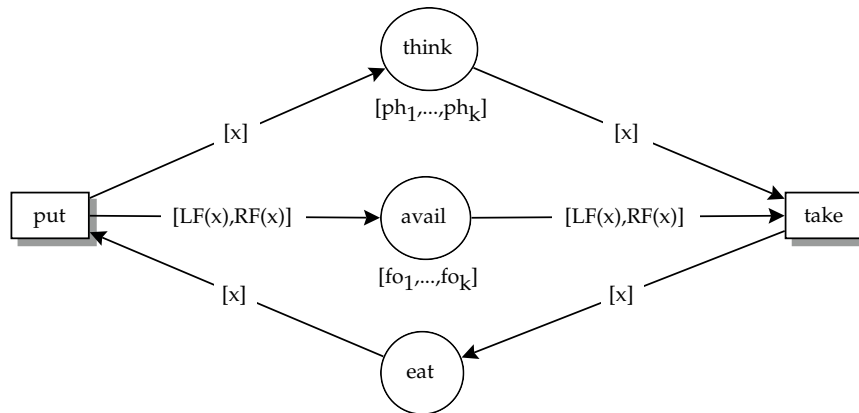 think
[ph1,...,phk]
[x]
[x]
put
[LF(x),RF(x)]
avail
[LF(x),RF(x)]
take
[fo1,...,fok]
[x]
[x]
eat